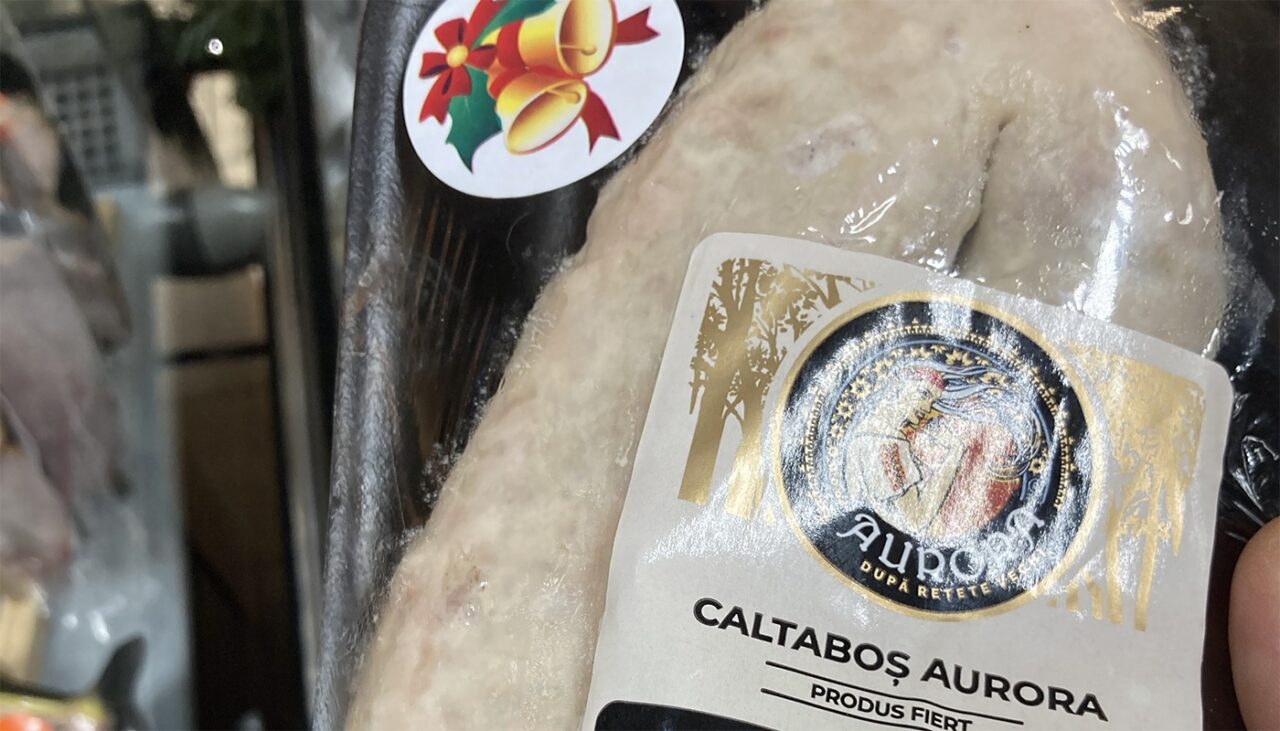 AURORA
DUPĂ REȚETE VECHI
CALTABOȘ AURORA
PRODUS FIERT